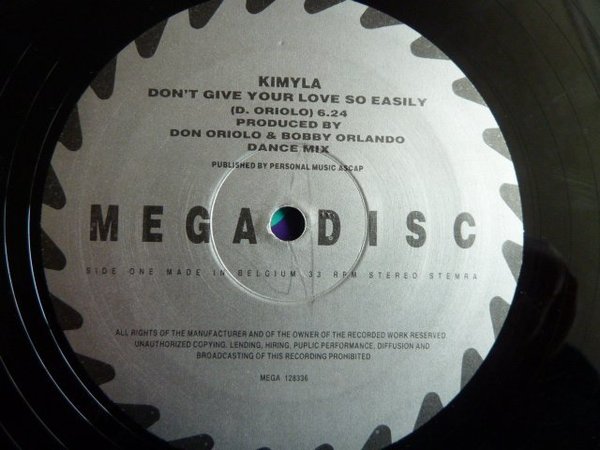 KIMYLA
DON'T GIVE YOUR LOVE SO EASILY
(D. ORIOLO) 6.24
PRODUCED BY
DON ORIOLO & BOBBY ORLANDO
DANCE MIX
PUBLISHED BY PERSONAL MUSIC ASCAP
MEGA DISC
SIDE ONE MADE IN BELGIUM 33 RPM STEREO STEMRA
ALL RIGHTS OF THE MANUFACTURER AND OF THE OWNER OF THE RECORDED WORK RESERVED
UNAUTHORIZED COPYING, LENDING, HIRING, PUPLIC PERFORMANCE, DIFFUSION AND
BROADCASTING OF THIS RECORDING PROHIBITED
MEGA 128336